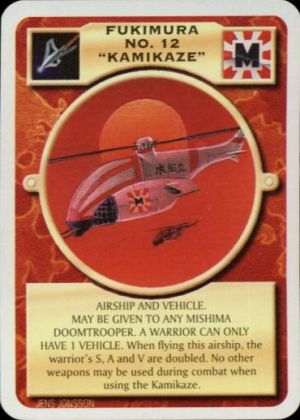 FUKIMURA
NO. 12
"KAMIKAZE"
M
AIRSHIP AND VEHICLE.
MAY BE GIVEN TO ANY MISHIMA
DOOMTROOPER. A WARRIOR CAN ONLY
HAVE 1 VEHICLE. When flying this airship, the
warrior's S, A and V are doubled. No other
weapons may be used during combat when
using the Kamikaze.
JENS JONSSON